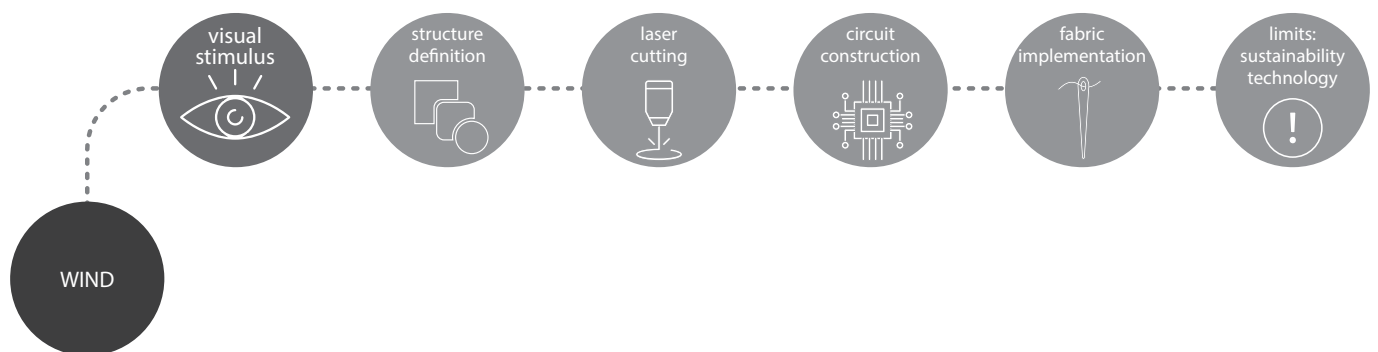 visual
stimulus
structure
definition
laser
cutting
circuit
construction
fabric
implementation
limits:
sustainability
technology
!
WIND